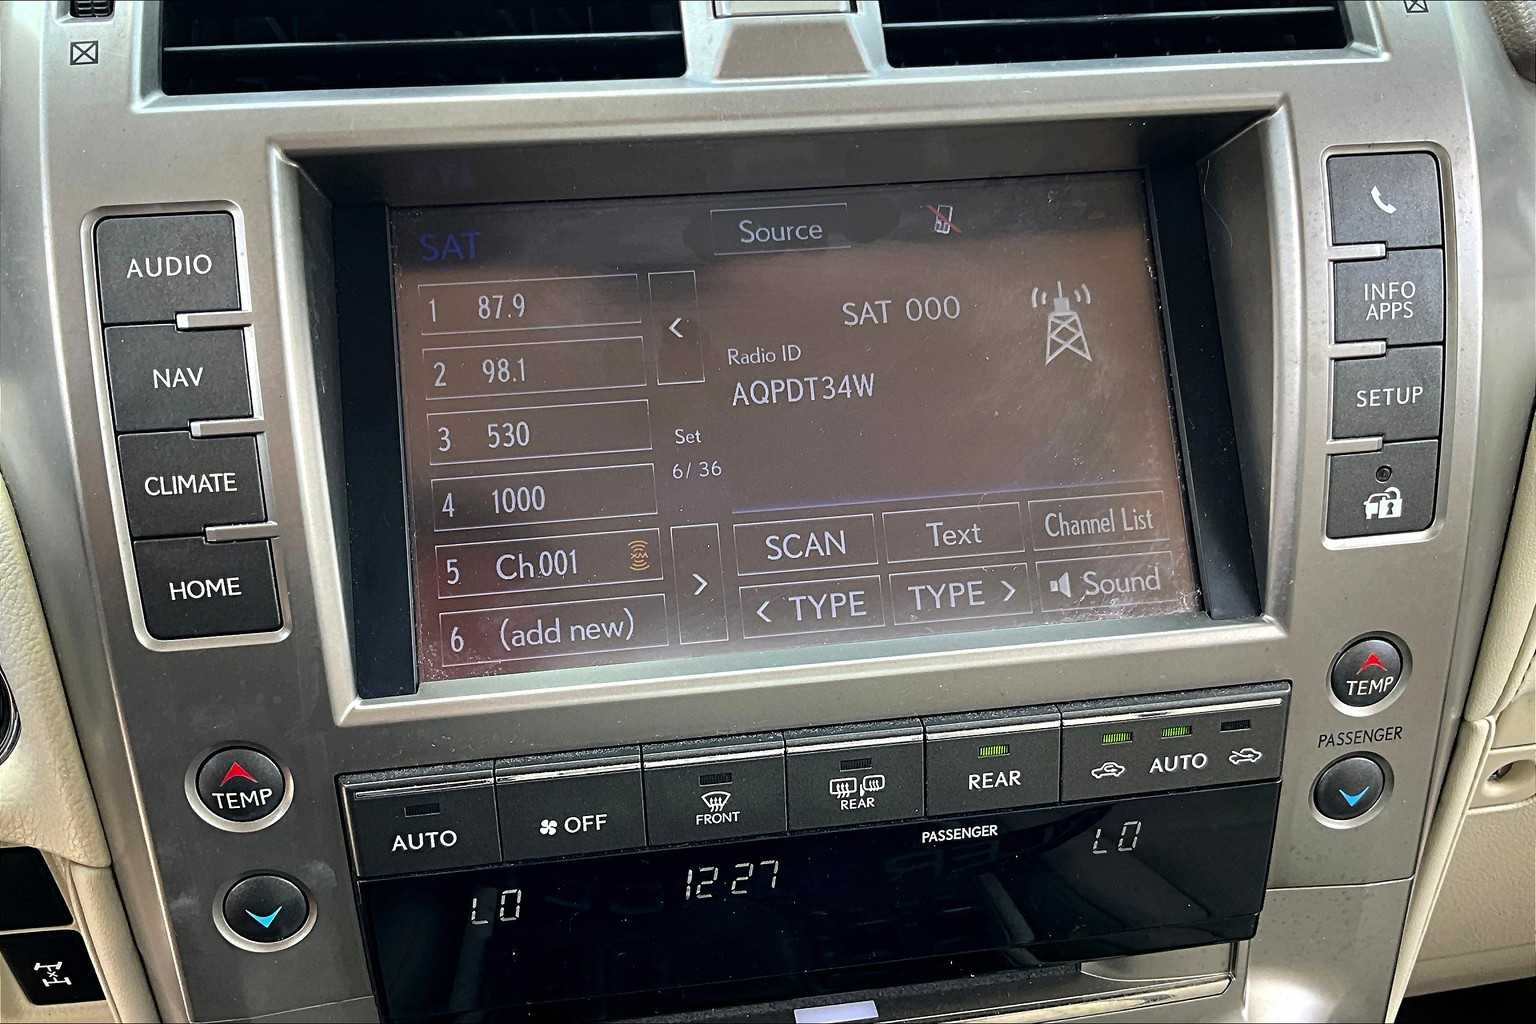 AUDIO
NAV
CLIMATE
HOME
TEMP
SAT
Source
1 87.9
2 98.1
3 530
4 1000
5 Ch.001
6 (add new)
<
Set
6/ 36
>
SAT 000
Radio ID
AQPDT34W
SCAN
Text
Channel List
< TYPE
TYPE >
Sound
INFO
APPS
SETUP
TEMP
PASSENGER
AUTO
OFF
FRONT
REAR
REAR
AUTO
PASSENGER
LO
12:27
LO